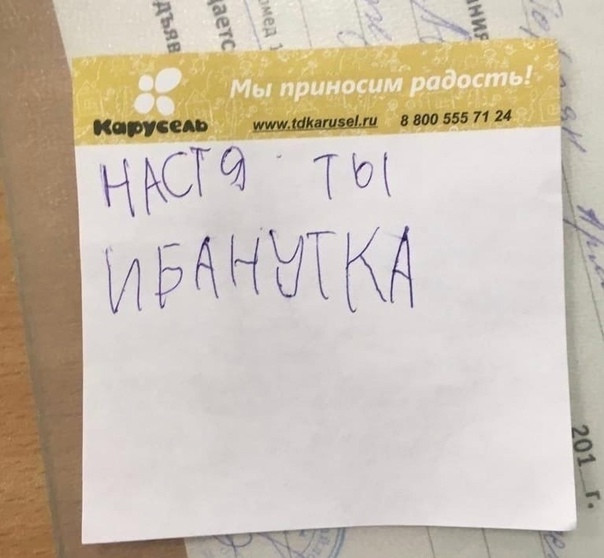 Мы приносим радость!
Карусель
www.tdkarusel.ru 8 800 555 71 24
НАСТЯ ТЫ
ИБАНУТКА
201 г.